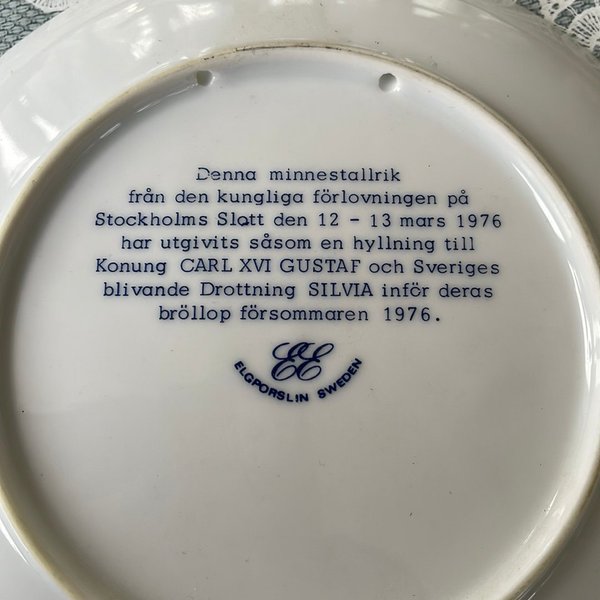 Denna minnestallrik
från den kungliga förlovningen på
Stockholms Slott den 12 - 13 mars 1976
har utgivits såsom en hyllning till
Konung CARL XVI GUSTAF och Sveriges
blivande Drottning SILVIA inför deras
bröllop försommaren 1976.
EE
ELGPORSLIN SWEDEN